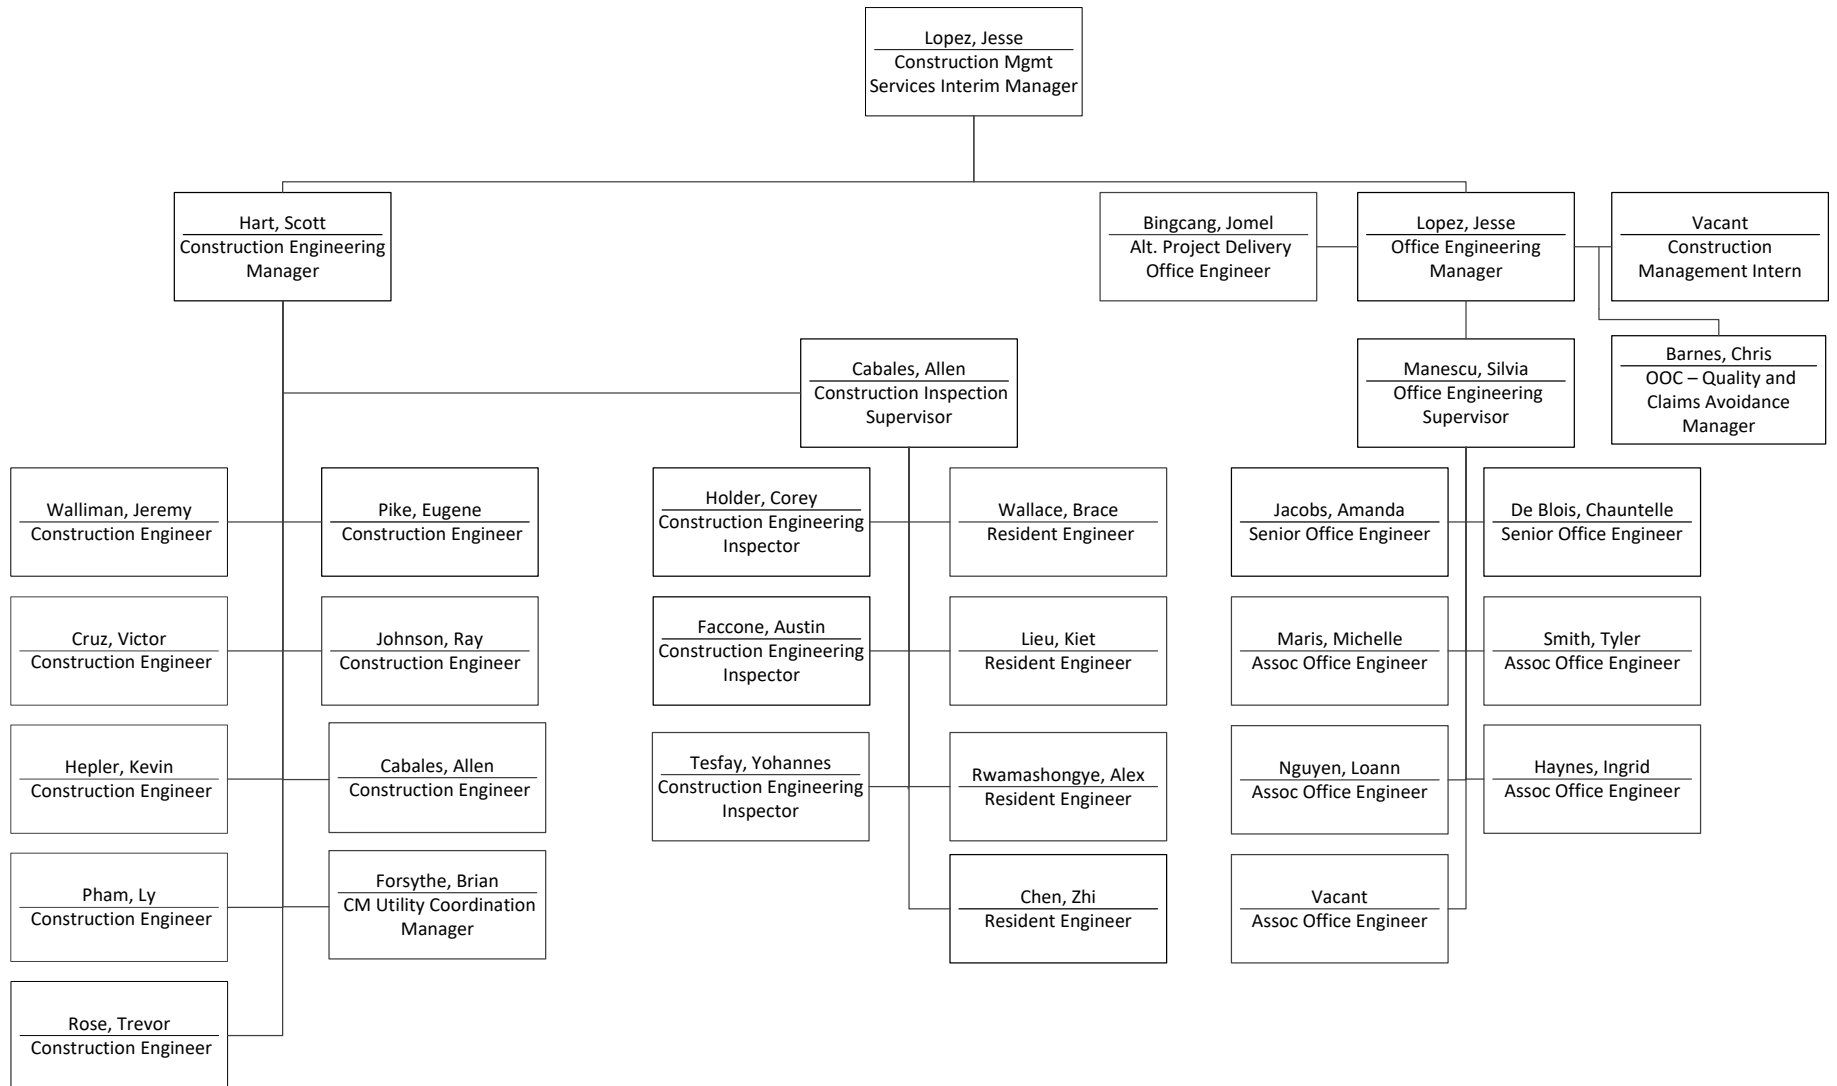 Lopez, Jesse
Construction Mgmt
Services Interim Manager
Hart, Scott
Construction Engineering
Manager
Bingcang, Jomel
Alt. Project Delivery
Office Engineer
Lopez, Jesse
Office Engineering
Manager
Vacant
Construction
Management Intern
Cabales, Allen
Construction Inspection
Supervisor
Manescu, Silvia
Office Engineering
Supervisor
Barnes, Chris
OOC – Quality and
Claims Avoidance
Manager
Walliman, Jeremy
Construction Engineer
Pike, Eugene
Construction Engineer
Holder, Corey
Construction Engineering
Inspector
Wallace, Brace
Resident Engineer
Jacobs, Amanda
Senior Office Engineer
De Blois, Chauntelle
Senior Office Engineer
Cruz, Victor
Construction Engineer
Johnson, Ray
Construction Engineer
Faccone, Austin
Construction Engineering
Inspector
Lieu, Kiet
Resident Engineer
Maris, Michelle
Assoc Office Engineer
Smith, Tyler
Assoc Office Engineer
Hepler, Kevin
Construction Engineer
Cabales, Allen
Construction Engineer
Tesfay, Yohannes
Construction Engineering
Inspector
Rwamashongye, Alex
Resident Engineer
Nguyen, Loann
Assoc Office Engineer
Haynes, Ingrid
Assoc Office Engineer
Pham, Ly
Construction Engineer
Forsythe, Brian
CM Utility Coordination
Manager
Chen, Zhi
Resident Engineer
Vacant
Assoc Office Engineer
Rose, Trevor
Construction Engineer